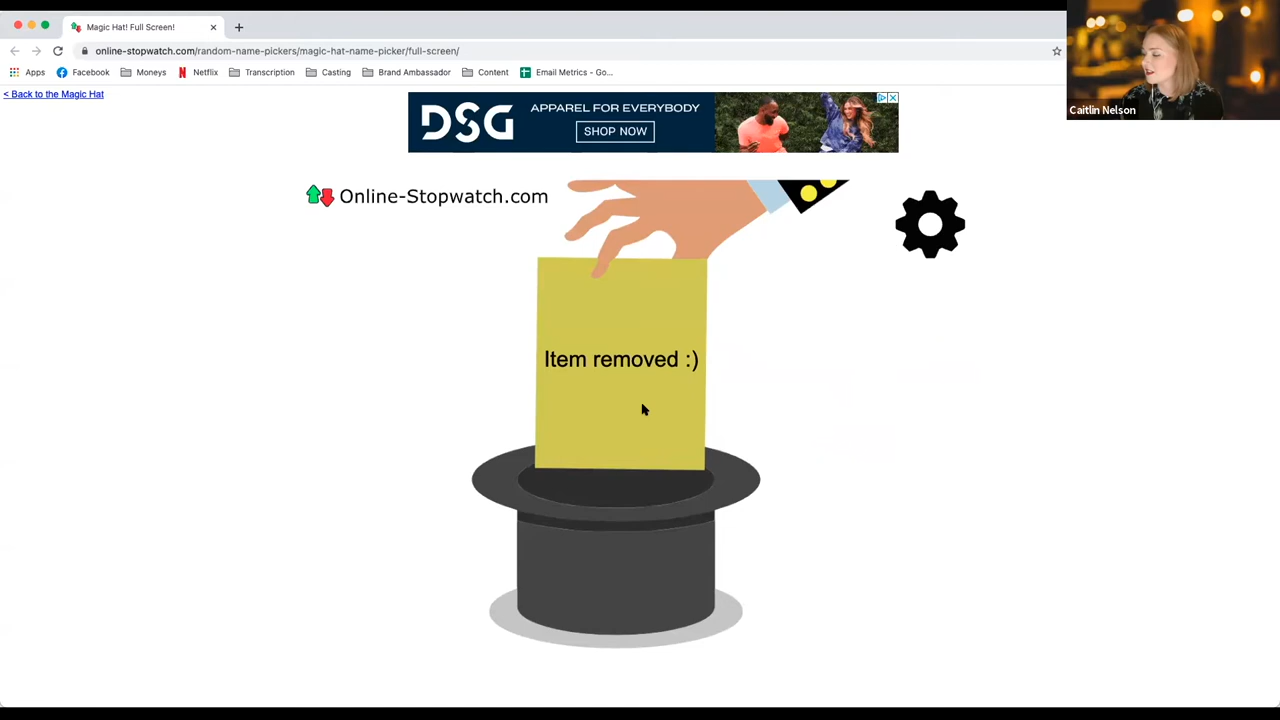 Magic Hat! Full Screen!
online-stopwatch.com/random-name-pickers/magic-hat-name-picker/full-screen/
Apps Facebook Moneys Netflix Transcription Casting Brand Ambassador Content Email Metrics - Go...
< Back to the Magic Hat
DSG
APPAREL FOR EVERYBODY
SHOP NOW
Caitlin Nelson
Online-Stopwatch.com
Item removed :)